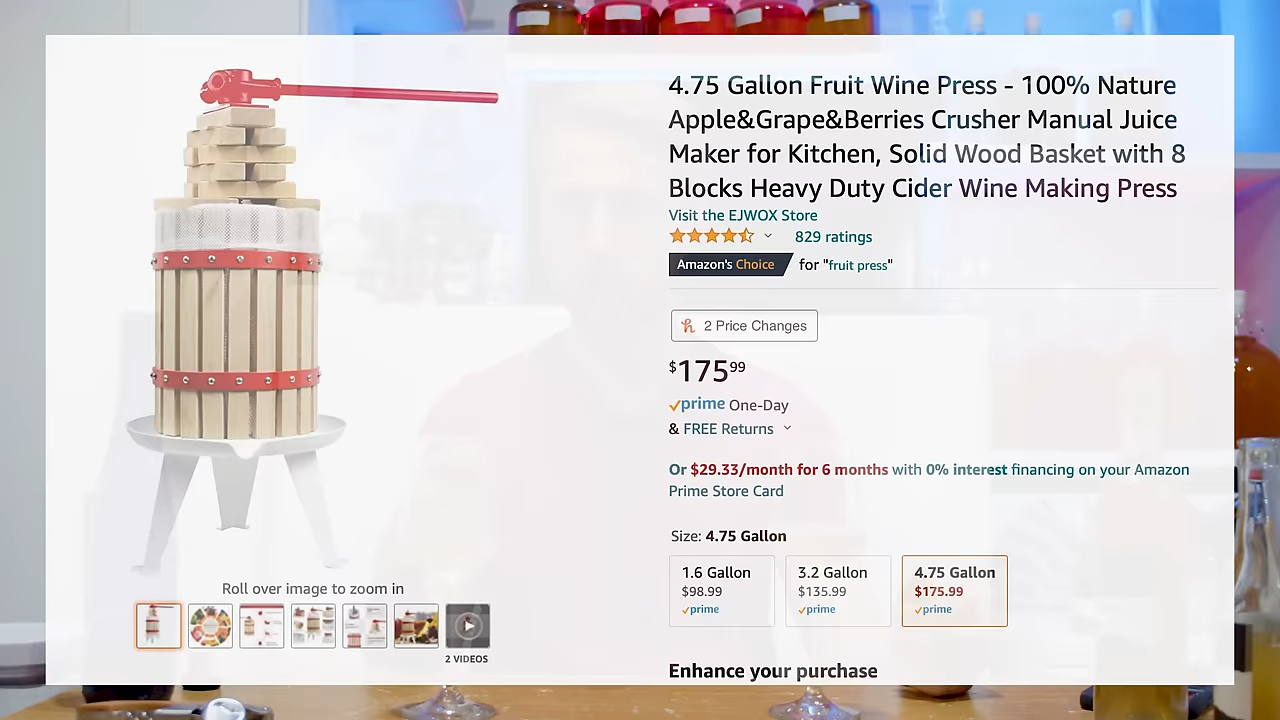 4.75 Gallon Fruit Wine Press - 100% Nature
Apple&Grape&Berries Crusher Manual Juice
Maker for Kitchen, Solid Wood Basket with 8
Blocks Heavy Duty Cider Wine Making Press
Visit the EJWOX Store
829 ratings
Amazon's Choice for "fruit press"
2 Price Changes
$175 99
prime One-Day
& FREE Returns
Or $29.33/month for 6 months with 0% interest financing on your Amazon
Prime Store Card
Size: 4.75 Gallon
1.6 Gallon
$98.99
prime
3.2 Gallon
$135.99
prime
4.75 Gallon
$175.99
prime
Roll over image to zoom in
2 VIDEOS
Enhance your purchase